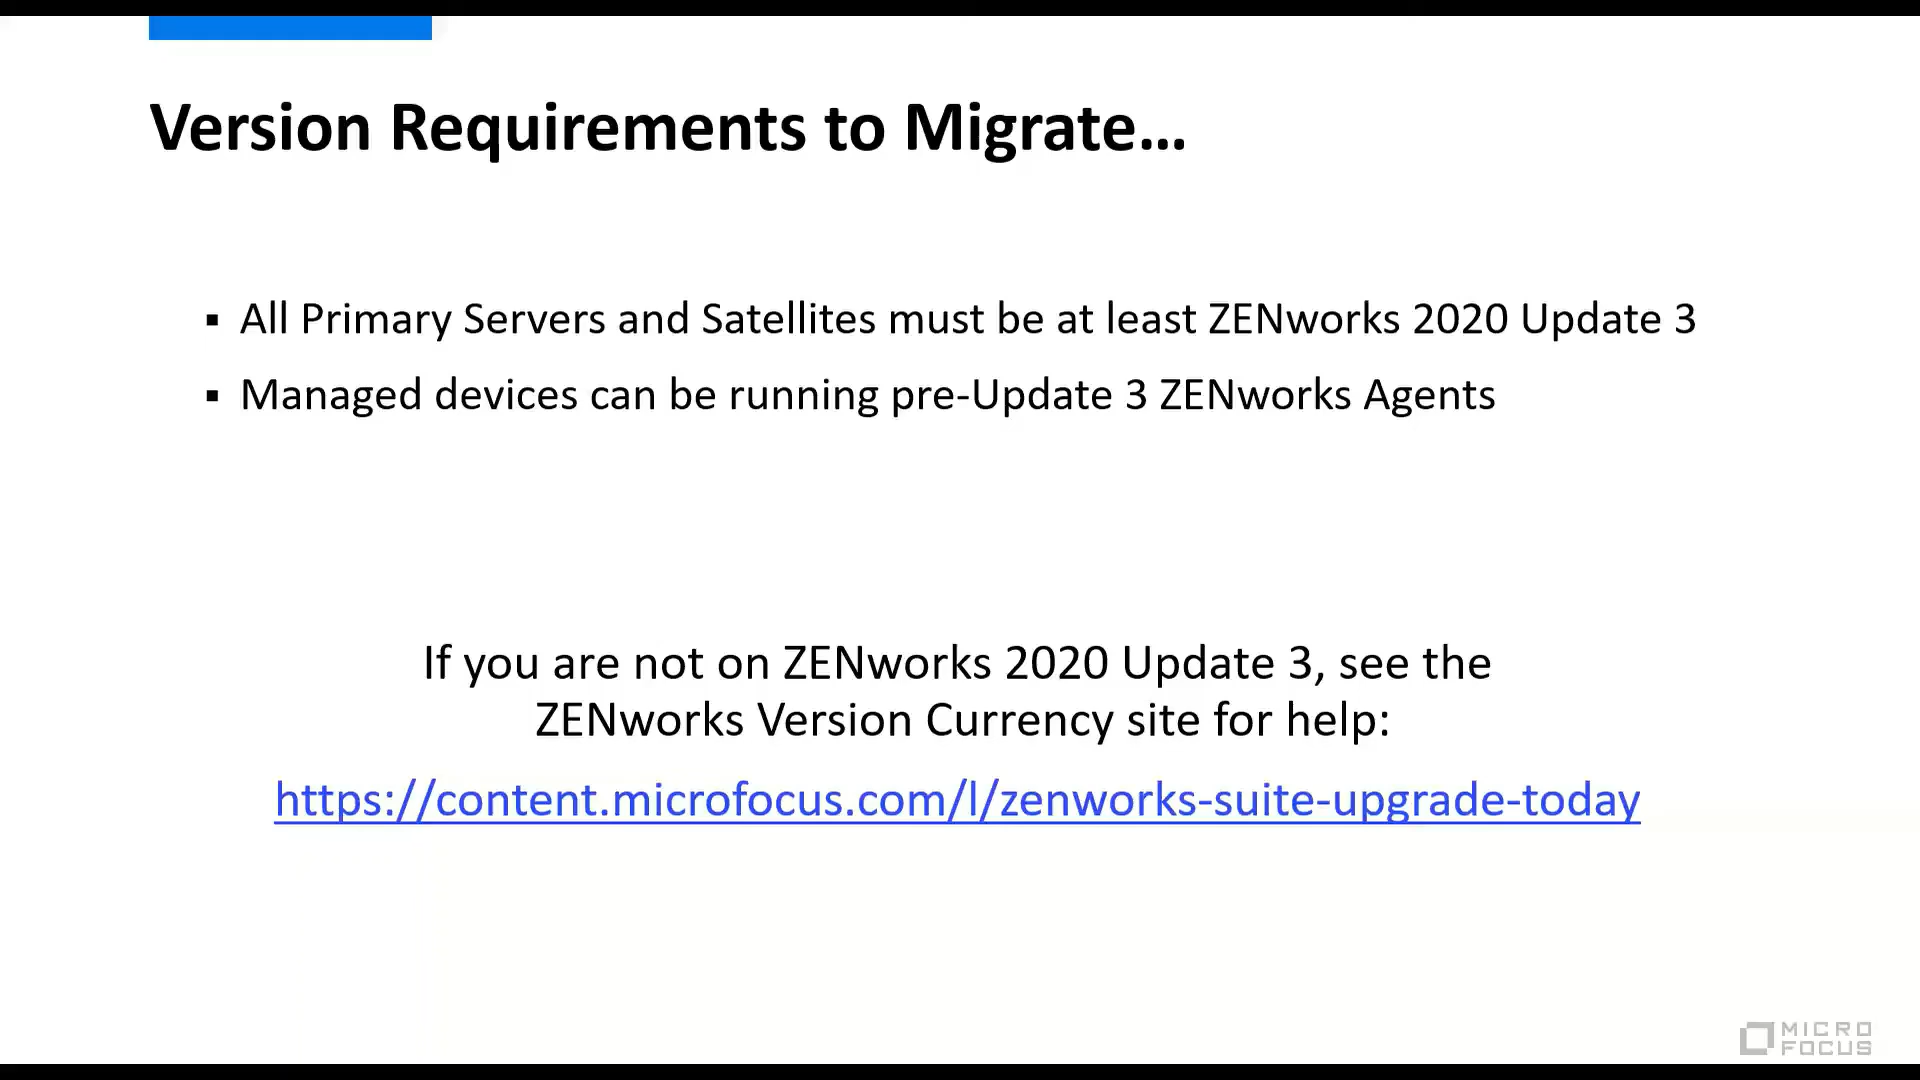 Version Requirements to Migrate...
▪ All Primary Servers and Satellites must be at least ZENworks 2020 Update 3
▪ Managed devices can be running pre-Update 3 ZENworks Agents
If you are not on ZENworks 2020 Update 3, see the
ZENworks Version Currency site for help:
https://content.microfocus.com/l/zenworks-suite-upgrade-today
MICRO
FOCUS